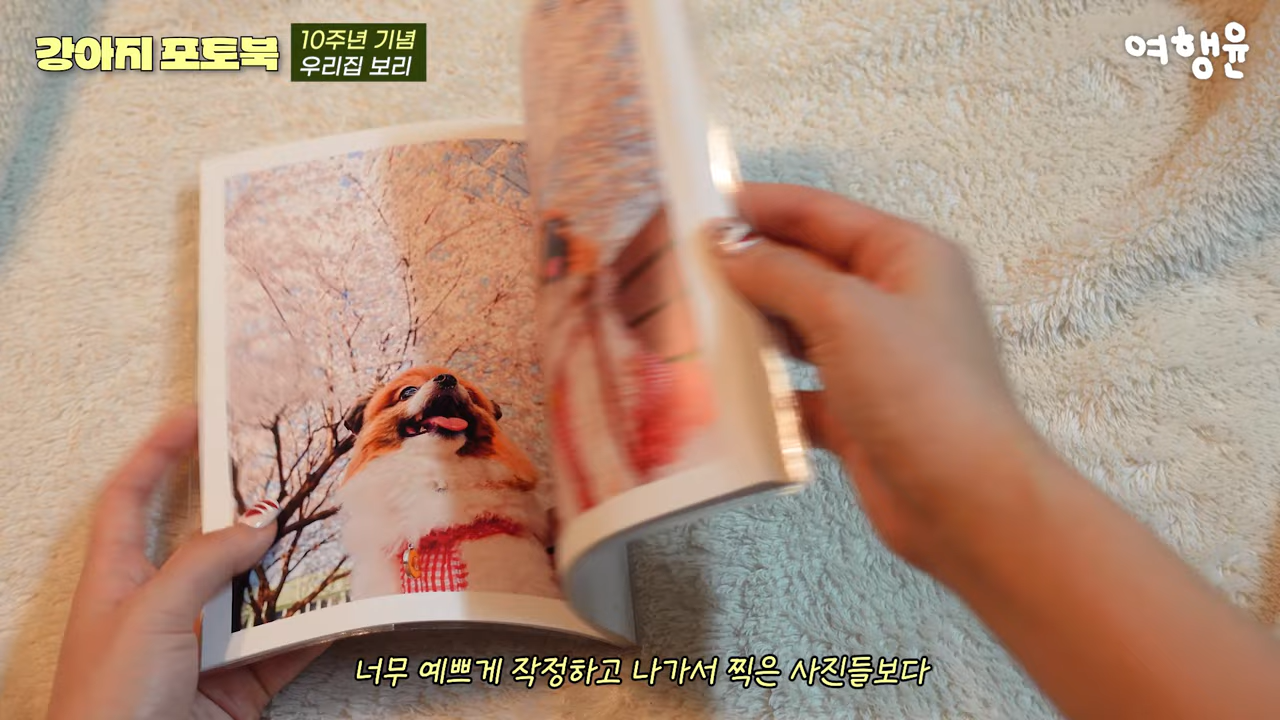 강아지 포토북
10주년 기념
우리집 보리
여행윤
너무 예쁘게 작정하고 나가서 찍은 사진들보다